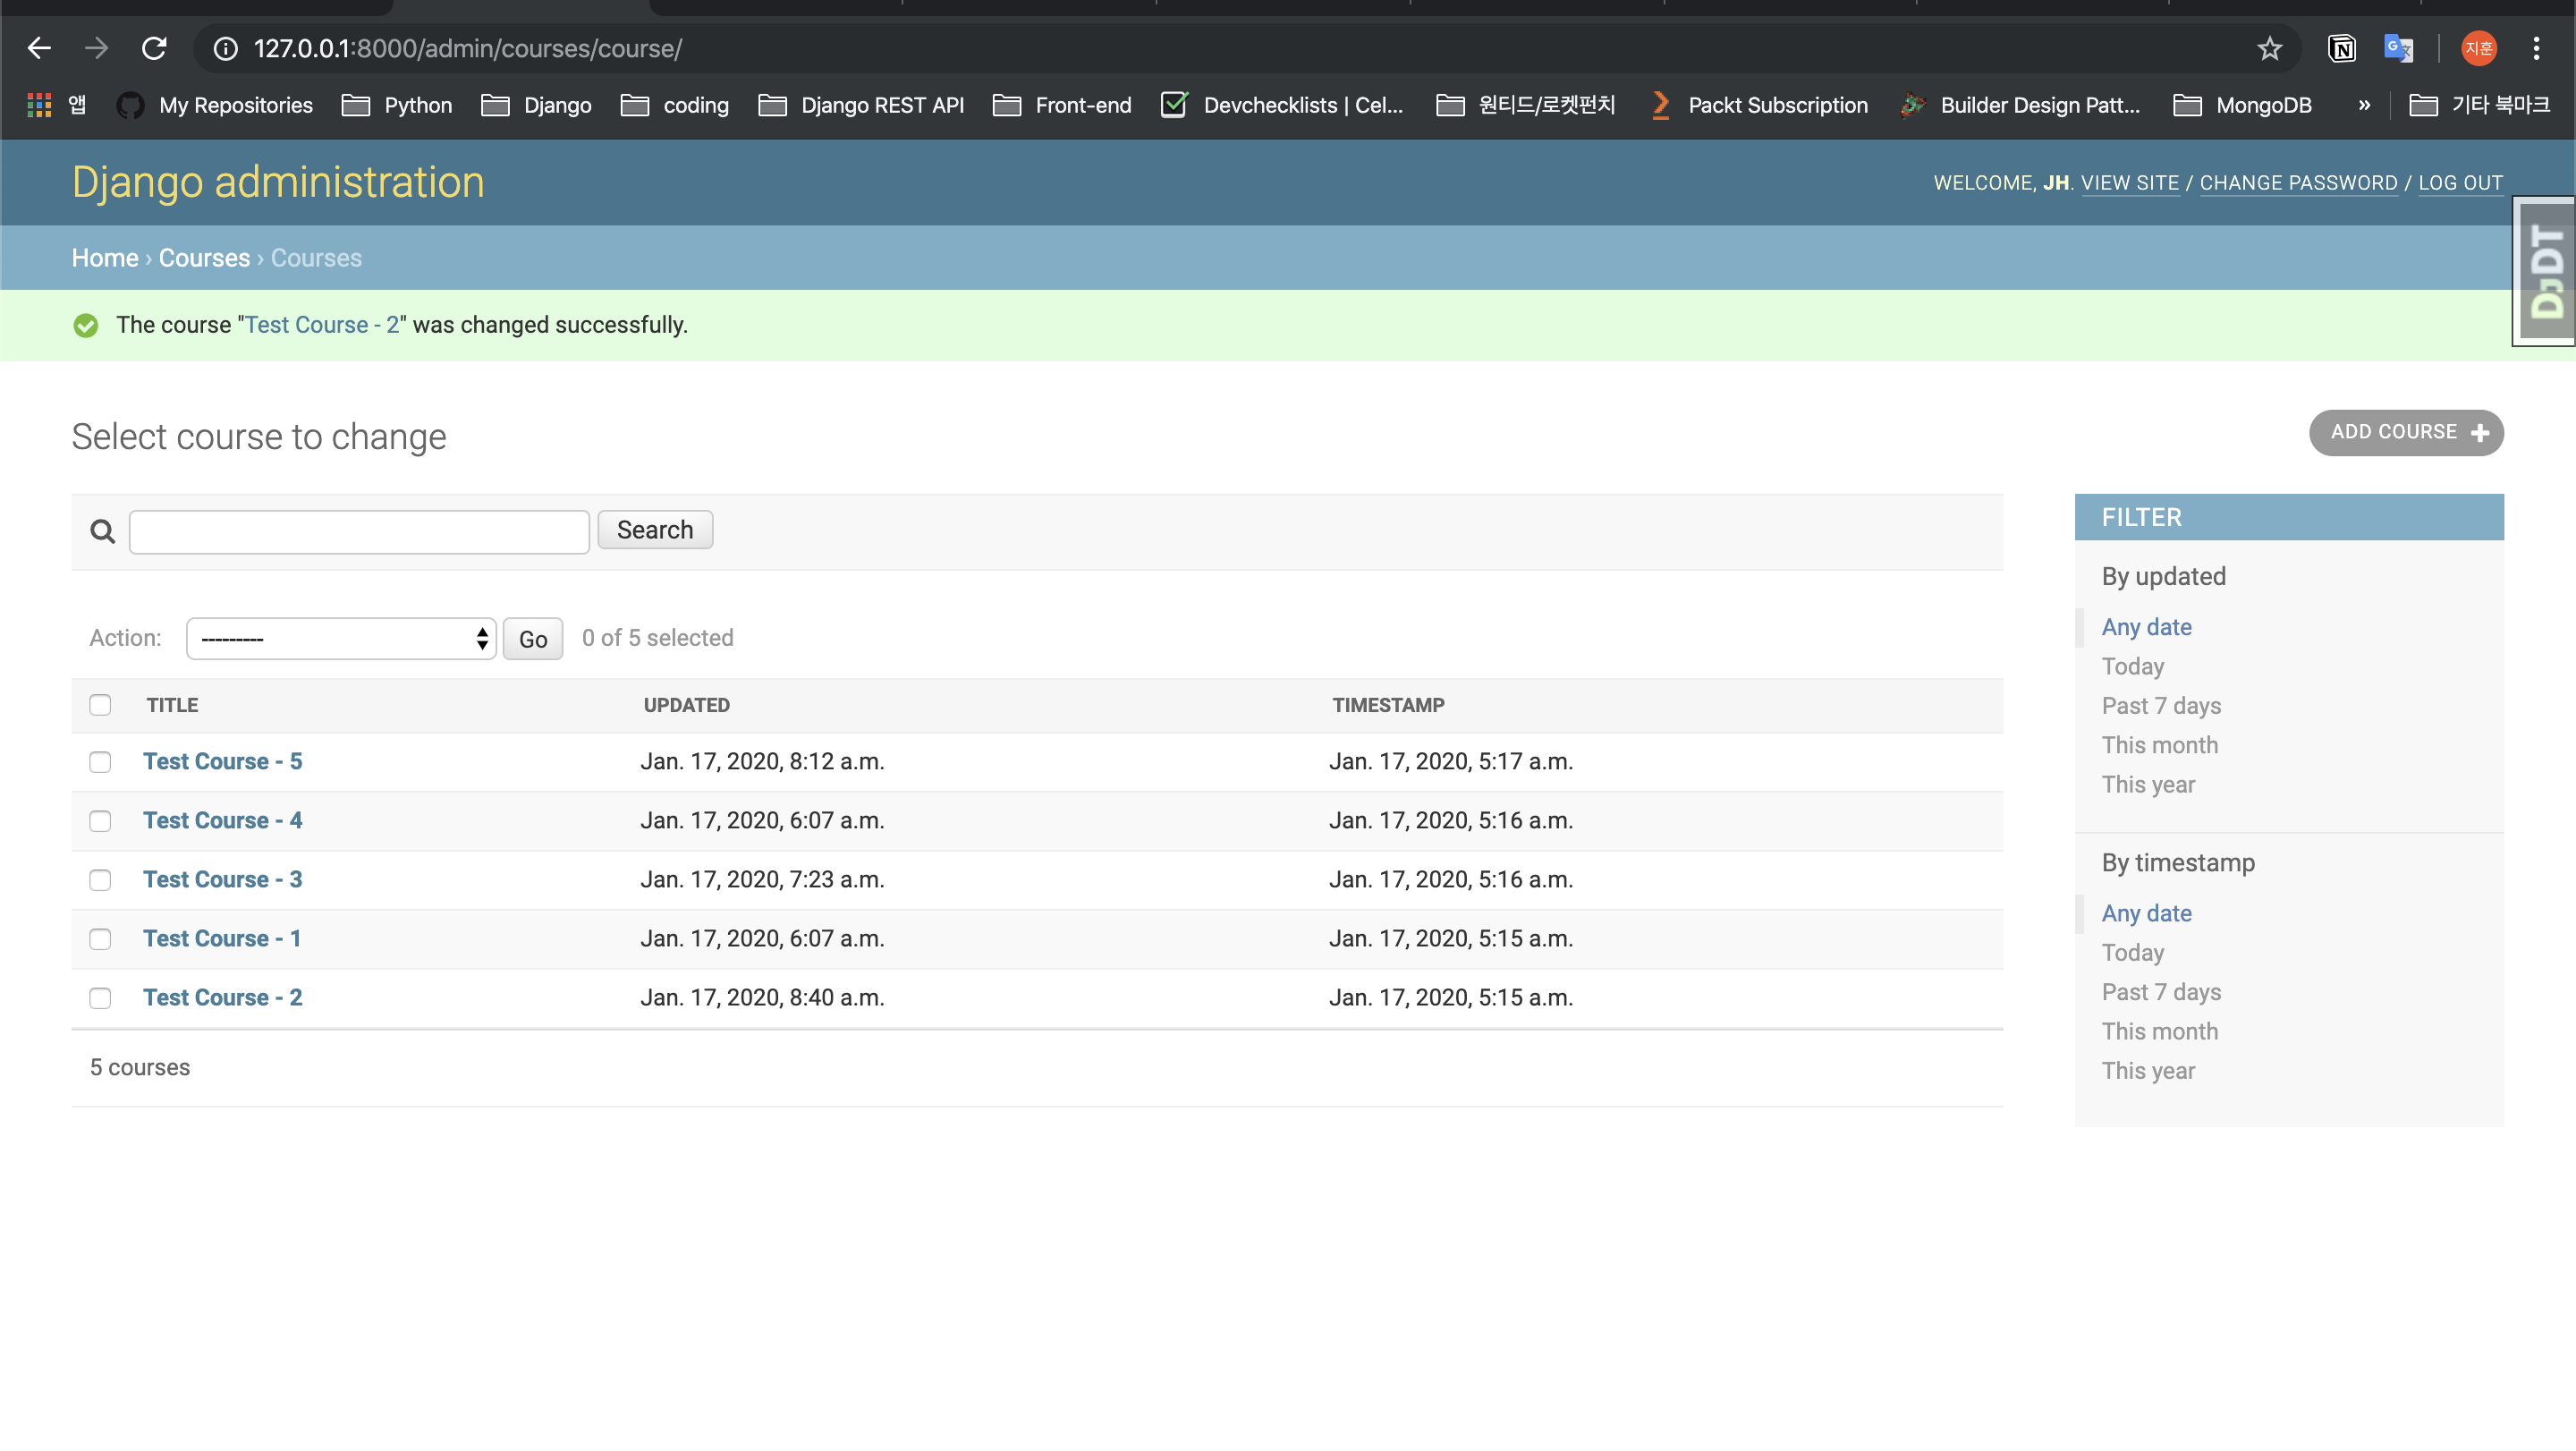 127.0.0.1:8000/admin/courses/course/
지훈
앱 My Repositories Python Django coding Django REST API Front-end Devchecklists | Cel... 원티드/로켓펀치 Packt Subscription Builder Design Patt... MongoDB » 기타 북마크
Django administration
WELCOME, JH. VIEW SITE / CHANGE PASSWORD / LOG OUT
Home › Courses › Courses
DJDT
The course "Test Course - 2" was changed successfully.
Select course to change
ADD COURSE +
Search
Action: --------- Go 0 of 5 selected
TITLE UPDATED TIMESTAMP
Test Course - 5 Jan. 17, 2020, 8:12 a.m. Jan. 17, 2020, 5:17 a.m.
Test Course - 4 Jan. 17, 2020, 6:07 a.m. Jan. 17, 2020, 5:16 a.m.
Test Course - 3 Jan. 17, 2020, 7:23 a.m. Jan. 17, 2020, 5:16 a.m.
Test Course - 1 Jan. 17, 2020, 6:07 a.m. Jan. 17, 2020, 5:15 a.m.
Test Course - 2 Jan. 17, 2020, 8:40 a.m. Jan. 17, 2020, 5:15 a.m.
5 courses
FILTER
By updated
Any date
Today
Past 7 days
This month
This year
By timestamp
Any date
Today
Past 7 days
This month
This year